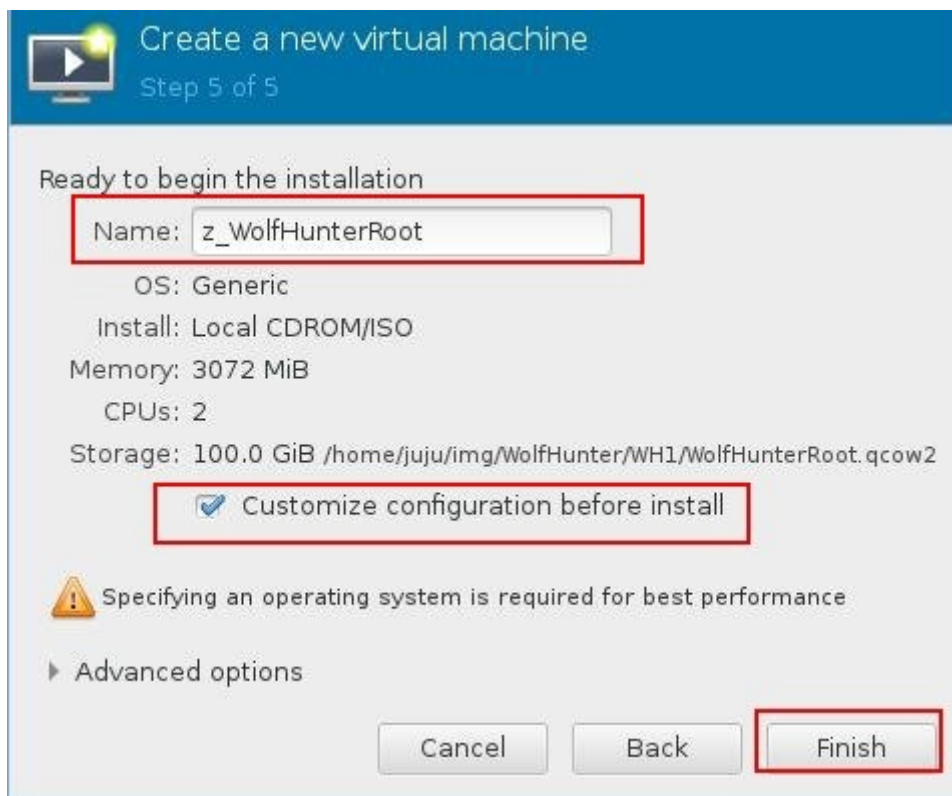 Create a new virtual machine
Step 5 of 5
Ready to begin the installation
Name: z_WolfHunterRoot
OS: Generic
Install: Local CDROM/ISO
Memory: 3072 MiB
CPUs: 2
Storage: 100.0 GiB /home/juju/img/WolfHunter/WH1/WolfHunterRoot.qcow2
Customize configuration before install
Specifying an operating system is required for best performance
Advanced options
Cancel Back Finish